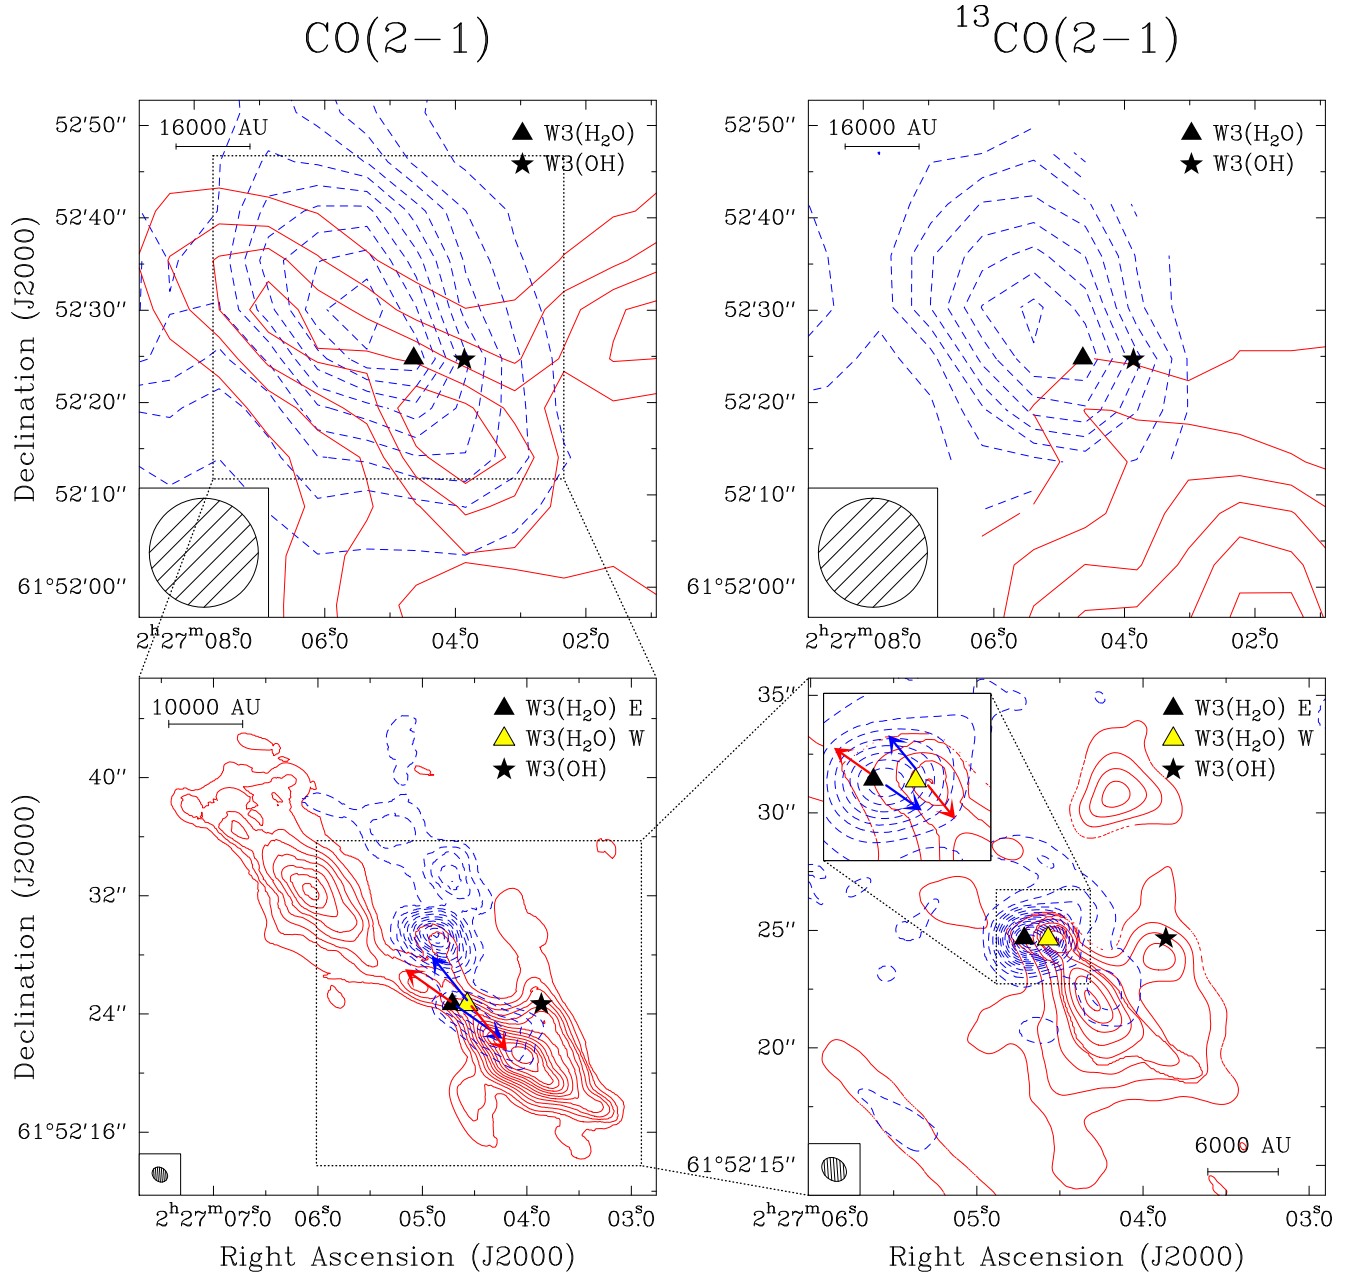 CO(2−1)
¹³CO(2−1)
16000 AU
W3(H₂O)
W3(OH)
52'50''
52'40''
52'30''
52'20''
52'10''
61°52'00''
Declination (J2000)
2ʰ27ᵐ08ˢ.0
06ˢ.0
04ˢ.0
02ˢ.0
16000 AU
W3(H₂O)
W3(OH)
52'50''
52'40''
52'30''
52'20''
52'10''
61°52'00''
2ʰ27ᵐ08ˢ.0
06ˢ.0
04ˢ.0
02ˢ.0
10000 AU
W3(H₂O) E
W3(H₂O) W
W3(OH)
40''
32''
24''
61°52'16''
Declination (J2000)
2ʰ27ᵐ07ˢ.0
06ˢ.0
05ˢ.0
04ˢ.0
03ˢ.0
Right Ascension (J2000)
W3(H₂O) E
W3(H₂O) W
W3(OH)
35''
30''
25''
20''
61°52'15''
6000 AU
2ʰ27ᵐ06ˢ.0
05ˢ.0
04ˢ.0
03ˢ.0
Right Ascension (J2000)